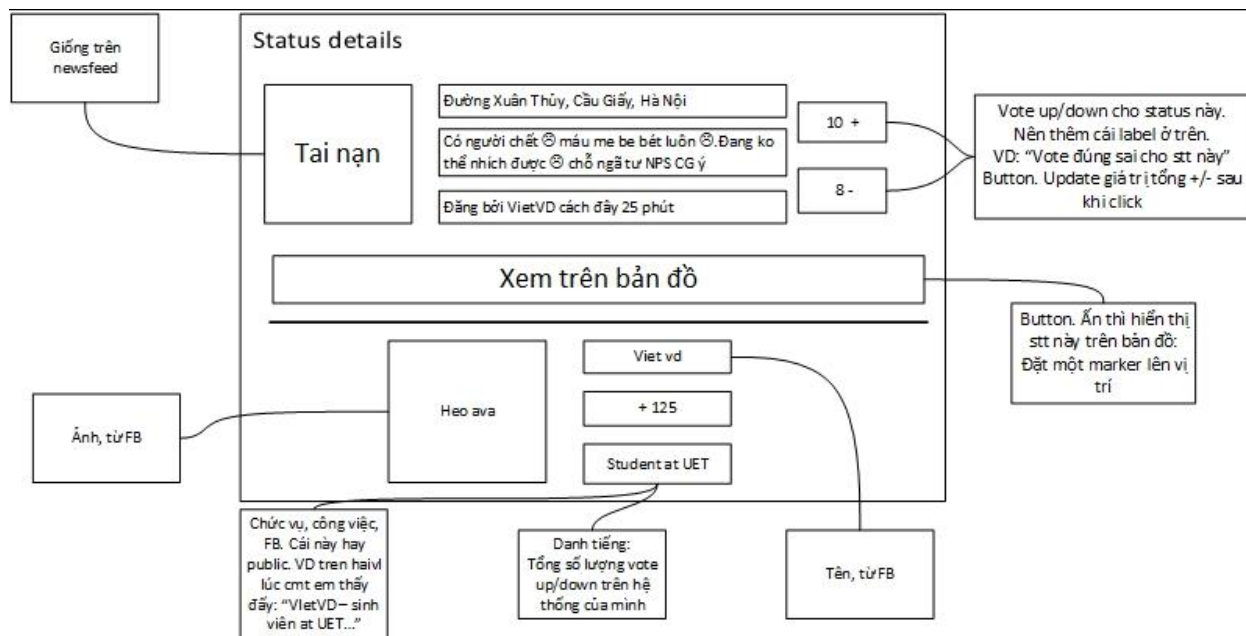 Giống trên
newsfeed
Status details
Tai nạn
Đường Xuân Thủy, Cầu Giấy, Hà Nội
Có người chết ☹ máu me be bét luôn ☹.Đang ko
thể nhích được ☹ chỗ ngã tư NPS CG ý
Đăng bởi VietVD cách đây 25 phút
10 +
8 -
Vote up/down cho status này.
Nên thêm cái label ở trên.
VD: “Vote đúng sai cho stt này”
Button. Update giá trị tổng +/- sau
khi click
Xem trên bản đồ
Button. Ấn thì hiển thị
stt này trên bản đồ:
Đặt một marker lên vị
trí
Ảnh, từ FB
Heo ava
Viet vd
+ 125
Student at UET
Chức vụ, công việc,
FB. Cái này hay
public. VD tren haivl
lúc cmt em thấy
đấy: “VIetVD – sinh
viên at UET...”
Danh tiếng:
Tổng số lượng vote
up/down trên hệ
thống của mình
Tên, từ FB